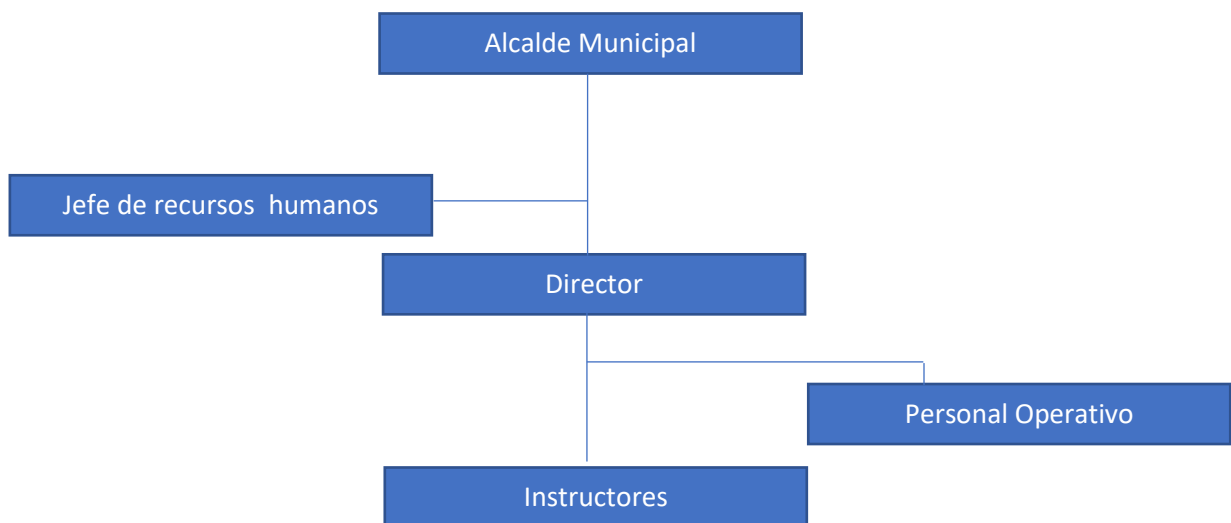 Alcalde Municipal
Jefe de recursos  humanos
Director
Personal Operativo
Instructores